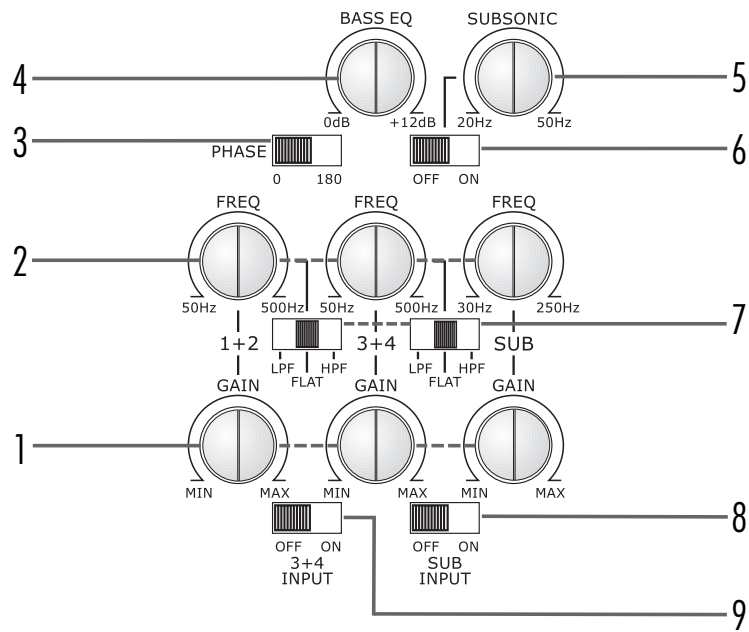 BASS EQ SUBSONIC
4 5
0dB +12dB 20Hz 50Hz
3 PHASE 6
0 180 OFF ON
FREQ FREQ FREQ
2
50Hz 500Hz 50Hz 500Hz 30Hz 250Hz
7
1+2 3+4 SUB
LPF HPF LPF HPF
FLAT FLAT
GAIN GAIN GAIN
1
MIN MAX MIN MAX MIN MAX
8
OFF ON OFF ON
3+4 SUB
INPUT INPUT
9